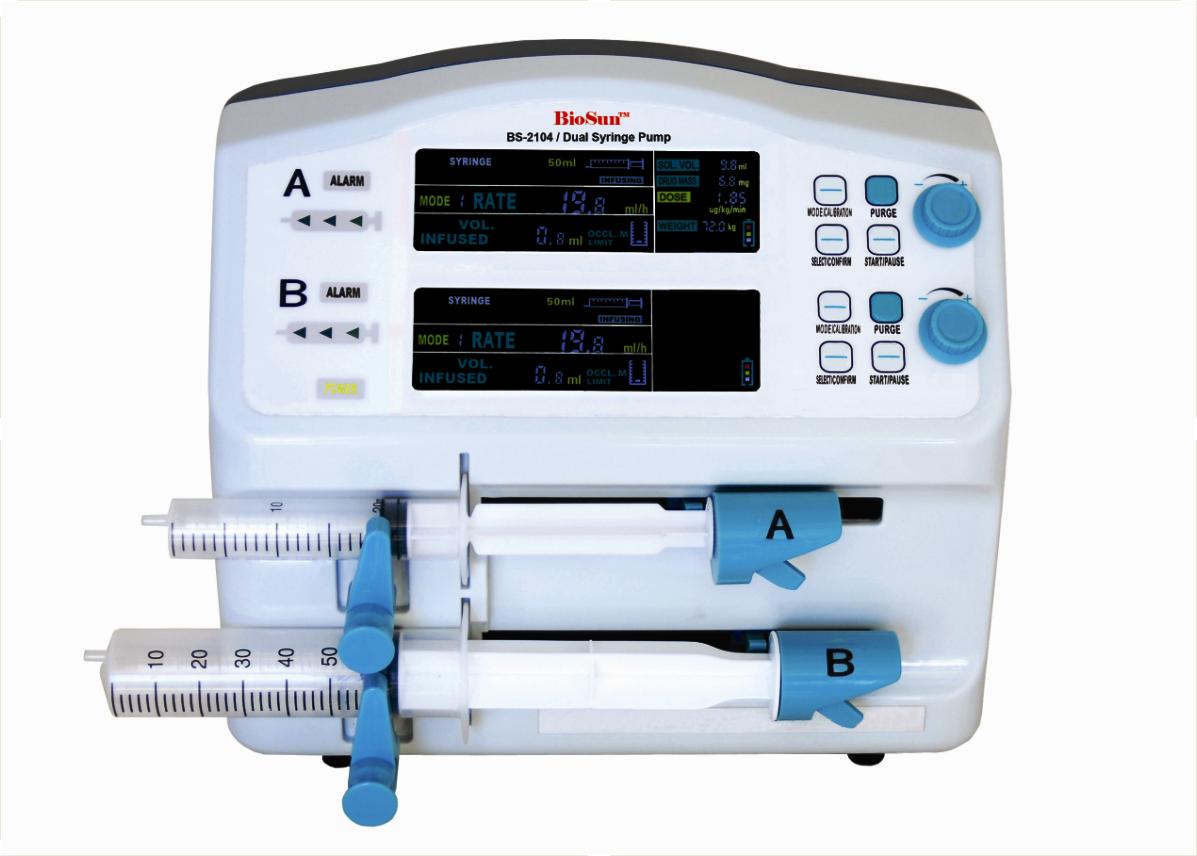 BioSun™
BS-2104 / Dual Syringe Pump
A ALARM
SYRINGE 50ml
INFUSING
MODE 1 RATE 19.8 ml/h
VOL. INFUSED 0.8 ml OCCL. M LIMIT
SOL VOL 9.8 ml
DRUG MASS 6.8 mg
DOSE 1.85
ug/kg/min
WEIGHT 72.0 kg
MODE/CALIBRATION PURGE
SELECT/CONFIRM START/PAUSE
- +
B ALARM
POWER
SYRINGE 50ml
INFUSING
MODE 1 RATE 19.8 ml/h
VOL. INFUSED 0.8 ml OCCL. M LIMIT
MODE/CALIBRATION PURGE
SELECT/CONFIRM START/PAUSE
- +
10 20
A
10 20 30 40 50
B